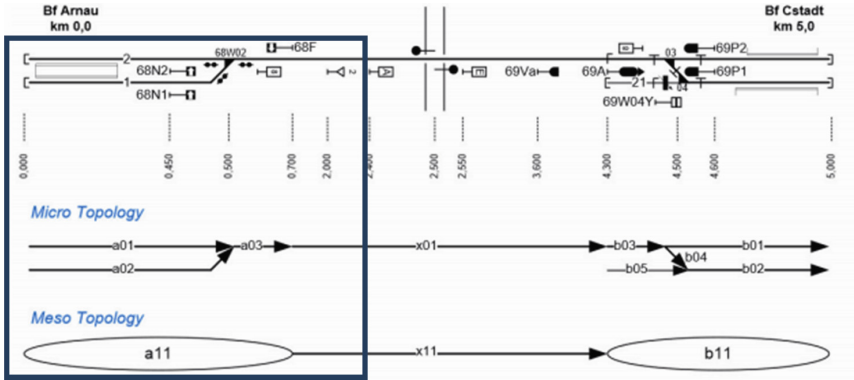 Bf Arnau
km 0,0
Bf Cstadt
km 5,0
68W02
68F
69P2
2
03
68N2
2
A
E
69Va
69A
69P1
1
21
04
68N1
69W04Y
0,000
0,450
0,500
0,700
2,000
2,400
2,500
2,550
3,600
4,300
4,500
4,600
5,000
Micro Topology
a01
a03
x01
b03
b01
a02
b04
b05
b02
Meso Topology
a11
x11
b11